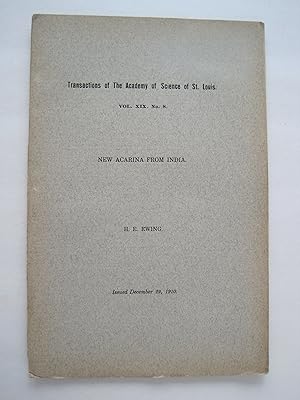 Transactions of The Academy of Science of St. Louis.
VOL. XIX. No. 8.
NEW ACARINA FROM INDIA.
H. E. EWING.
Issued December 29, 1910.